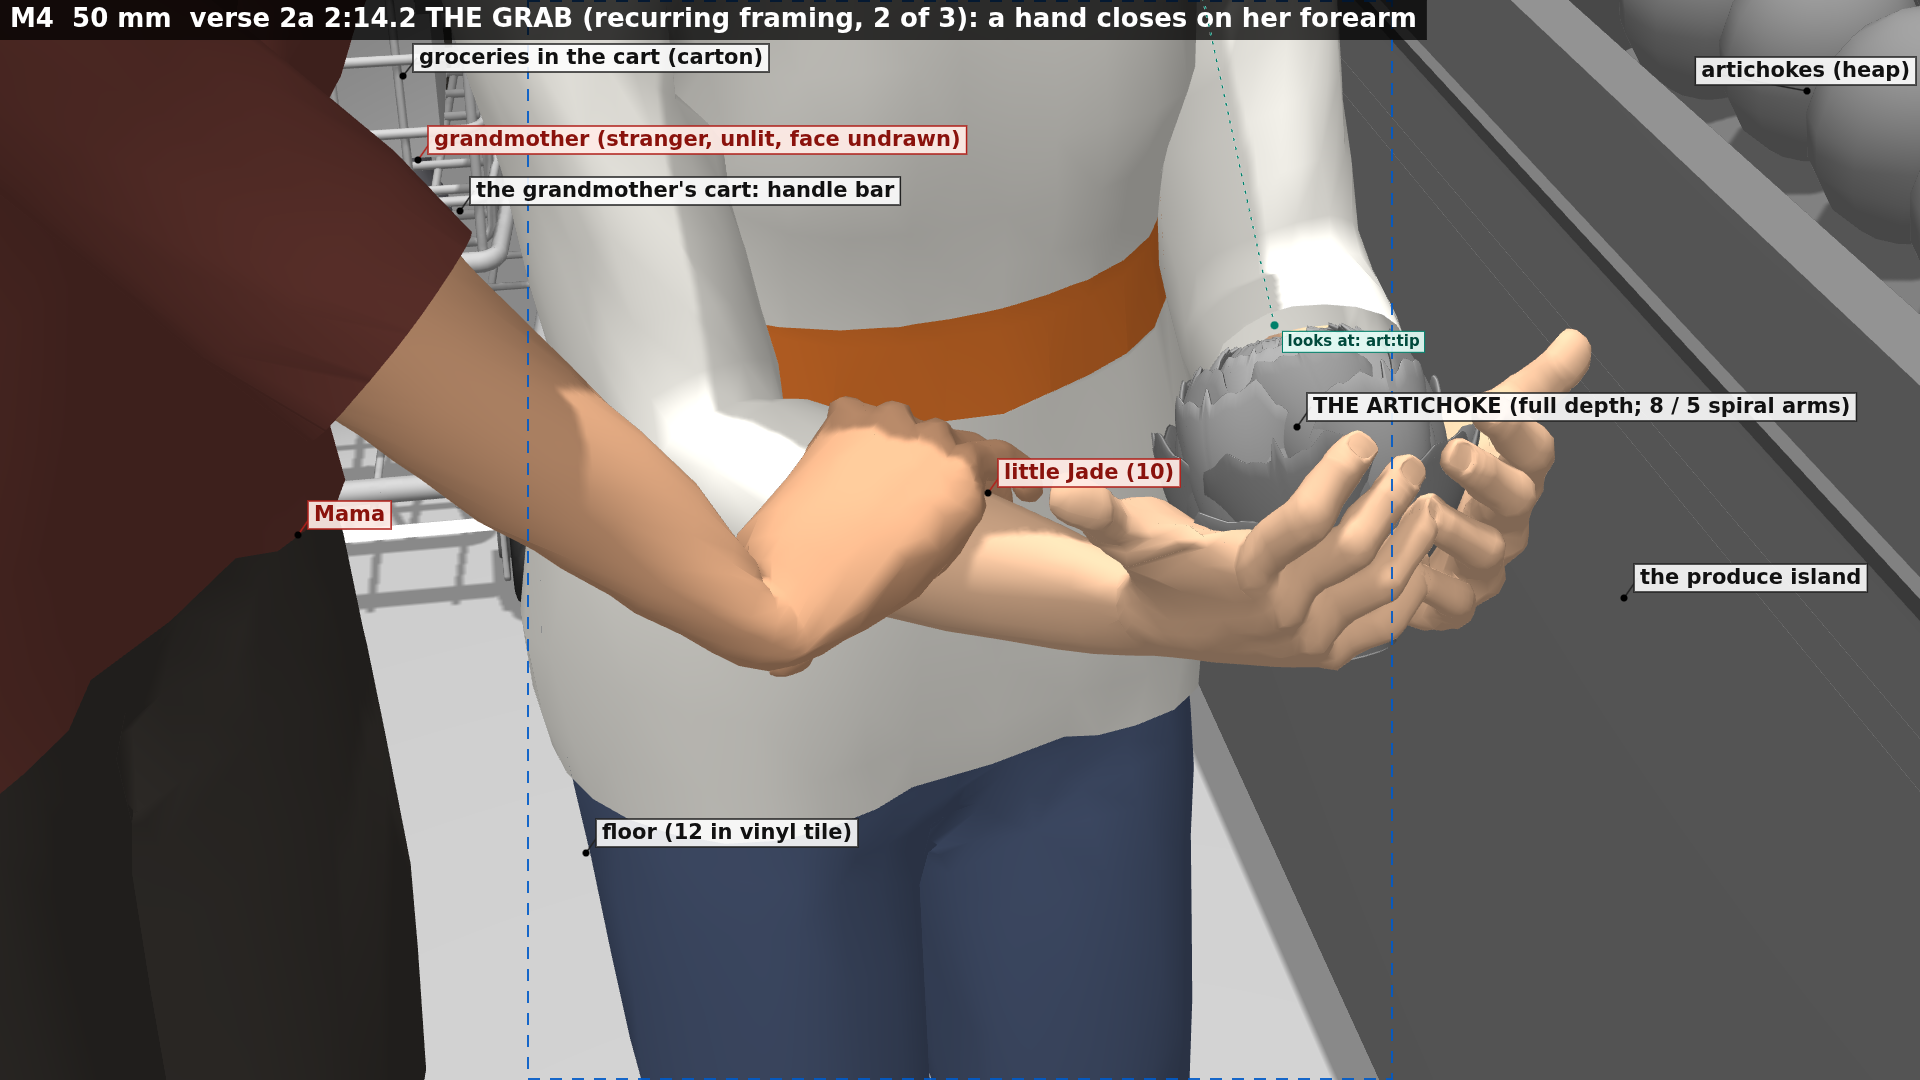 M4 50 mm verse 2a 2:14.2 THE GRAB (recurring framing, 2 of 3): a hand closes on her forearm
groceries in the cart (carton)
artichokes (heap)
grandmother (stranger, unlit, face undrawn)
the grandmother's cart: handle bar
looks at: art:tip
THE ARTICHOKE (full depth; 8 / 5 spiral arms)
little Jade (10)
Mama
the produce island
floor (12 in vinyl tile)